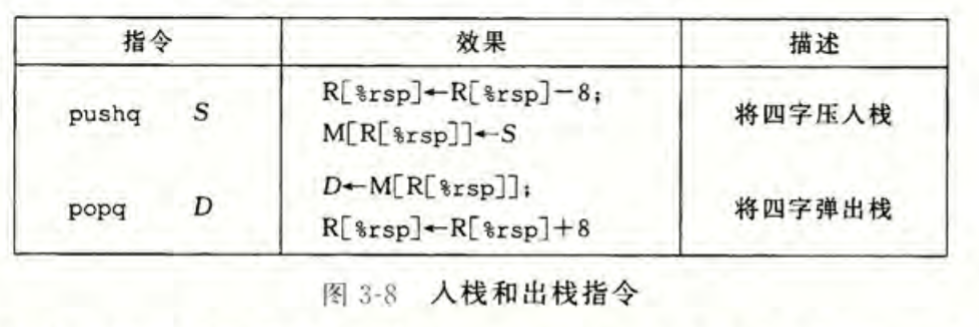 指令 效果 描述
pushq S R[%rsp]←R[%rsp]-8; 将四字压入栈
M[R[%rsp]]←S
popq D D←M[R[%rsp]]; 将四字弹出栈
R[%rsp]←R[%rsp]+8
图 3-8 入栈和出栈指令